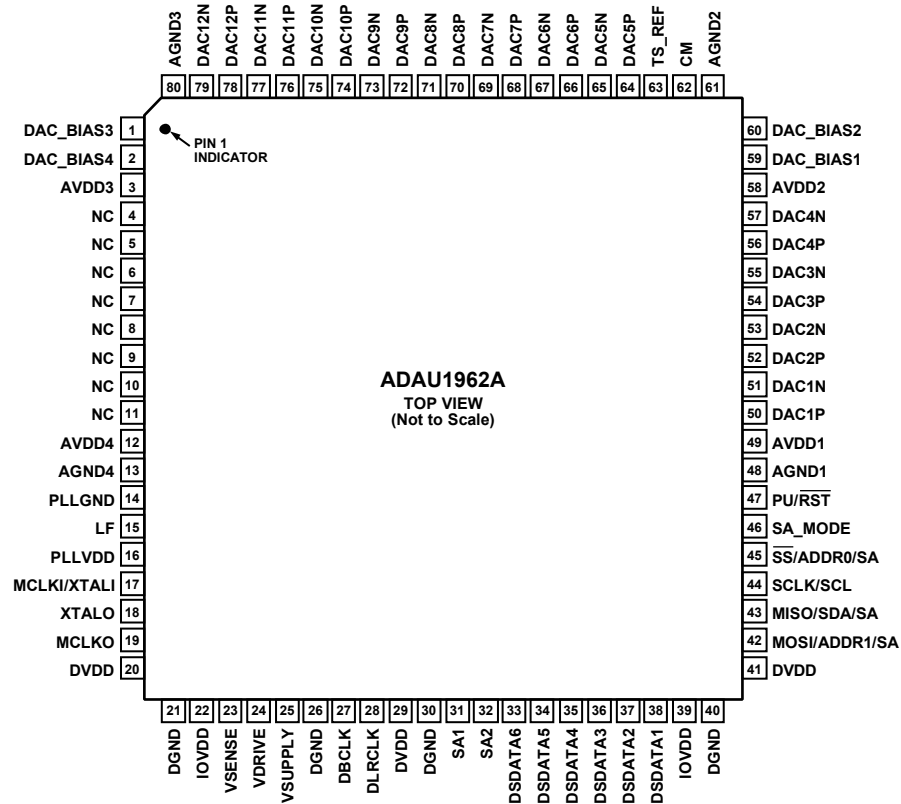 AGND3
DAC12N
DAC12P
DAC11N
DAC11P
DAC10N
DAC10P
DAC9N
DAC9P
DAC8N
DAC8P
DAC7N
DAC7P
DAC6N
DAC6P
DAC5N
DAC5P
TS_REF
CM
AGND2
80 79 78 77 76 75 74 73 72 71 70 69 68 67 66 65 64 63 62 61
DAC_BIAS3 1
DAC_BIAS4 2
AVDD3 3
NC 4
NC 5
NC 6
NC 7
NC 8
NC 9
NC 10
NC 11
AVDD4 12
AGND4 13
PLLGND 14
LF 15
PLLVDD 16
MCLKI/XTALI 17
XTALO 18
MCLKO 19
DVDD 20
PIN 1
INDICATOR
ADAU1962A
TOP VIEW
(Not to Scale)
60 DAC_BIAS2
59 DAC_BIAS1
58 AVDD2
57 DAC4N
56 DAC4P
55 DAC3N
54 DAC3P
53 DAC2N
52 DAC2P
51 DAC1N
50 DAC1P
49 AVDD1
48 AGND1
47 PU/RST
46 SA_MODE
45 SS/ADDR0/SA
44 SCLK/SCL
43 MISO/SDA/SA
42 MOSI/ADDR1/SA
41 DVDD
21 22 23 24 25 26 27 28 29 30 31 32 33 34 35 36 37 38 39 40
DGND
IOVDD
VSENSE
VDRIVE
VSUPPLY
DGND
DBCLK
DLRCLK
DVDD
DGND
SA1
SA2
DSDATA6
DSDATA5
DSDATA4
DSDATA3
DSDATA2
DSDATA1
IOVDD
DGND